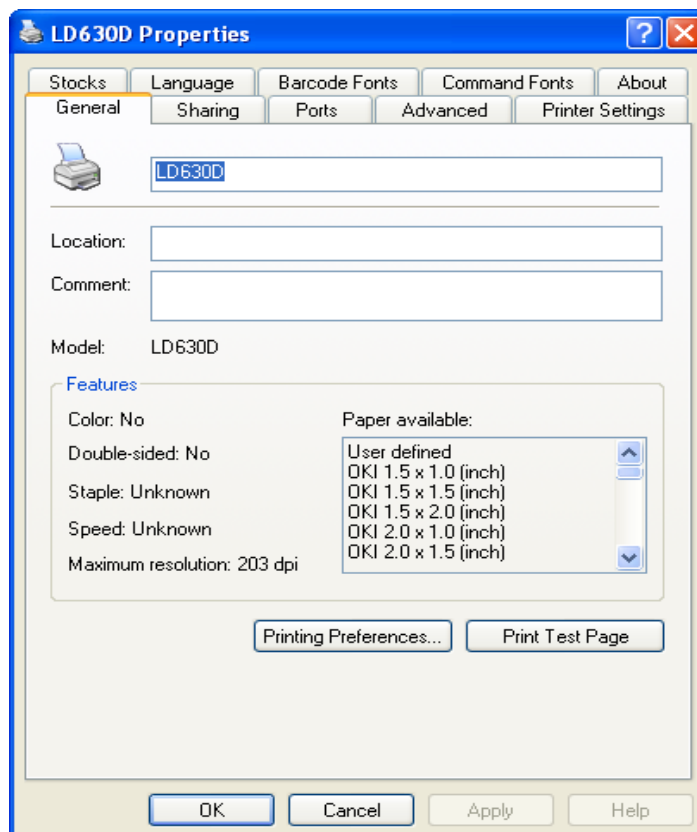 LD630D Properties
Stocks Language Barcode Fonts Command Fonts About
General Sharing Ports Advanced Printer Settings
LD630D
Location:
Comment:
Model: LD630D
Features
Color: No
Double-sided: No
Staple: Unknown
Speed: Unknown
Maximum resolution: 203 dpi
Paper available:
User defined
OKI 1.5 x 1.0 (inch)
OKI 1.5 x 1.5 (inch)
OKI 1.5 x 2.0 (inch)
OKI 2.0 x 1.0 (inch)
OKI 2.0 x 1.5 (inch)
Printing Preferences... Print Test Page
OK Cancel Apply Help